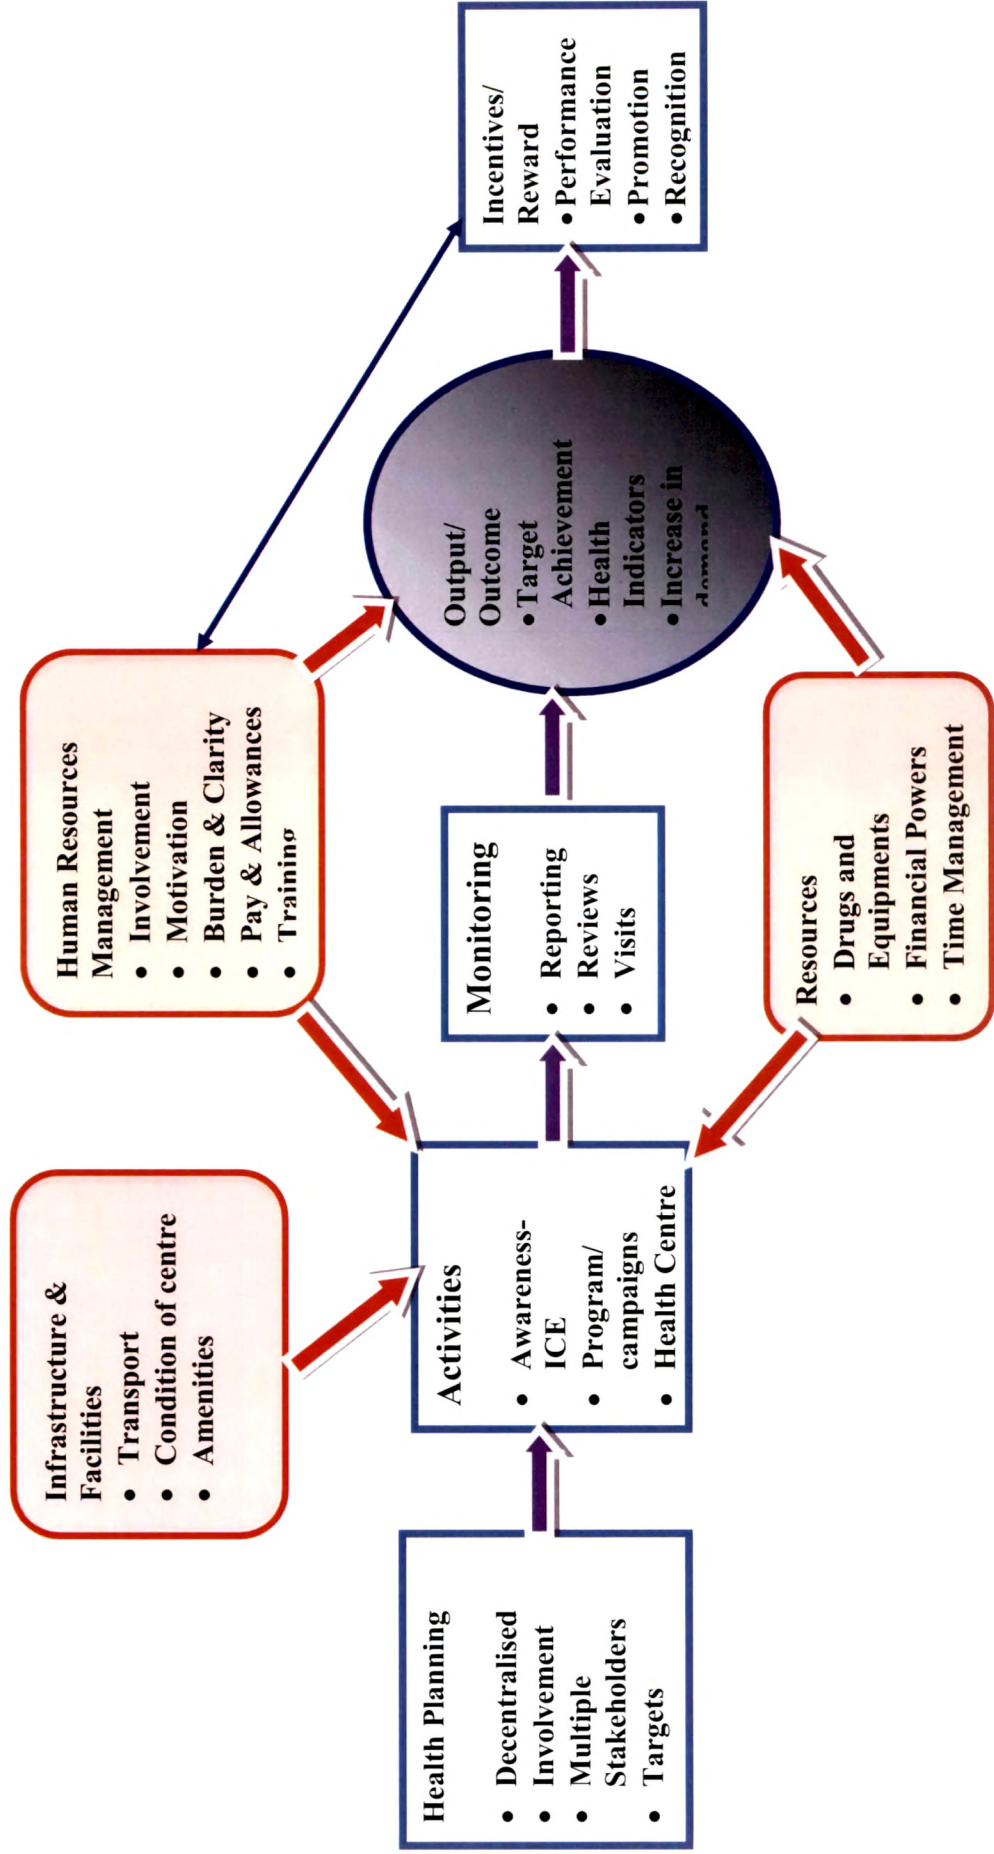 Infrastructure &
Facilities
• Transport
• Condition of centre
• Amenities
Human Resources
Management
• Involvement
• Motivation
• Burden & Clarity
• Pay & Allowances
• Training
Health Planning
• Decentralised
• Involvement
• Multiple
Stakeholders
• Targets
Activities
• Awareness-
ICE
• Program/
campaigns
• Health Centre
Monitoring
• Reporting
• Reviews
• Visits
Output/
Outcome
•Target
Achievement
•Health
Indicators
•Increase in
demand
Incentives/
Reward
•Performance
Evaluation
•Promotion
•Recognition
Resources
• Drugs and
Equipments
• Financial Powers
• Time Management